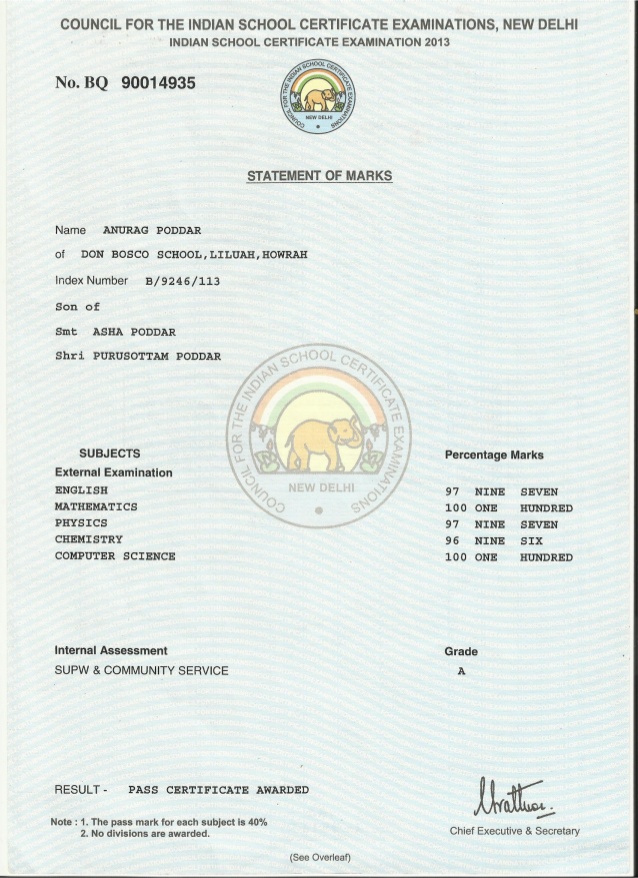 COUNCIL FOR THE INDIAN SCHOOL CERTIFICATE EXAMINATIONS, NEW DELHI
INDIAN SCHOOL CERTIFICATE EXAMINATION 2013
No. BQ 90014935
COUNCIL FOR THE INDIAN SCHOOL CERTIFICATE EXAMINATIONS
NEW DELHI
STATEMENT OF MARKS
Name ANURAG PODDAR
of DON BOSCO SCHOOL,LILUAH,HOWRAH
Index Number B/9246/113
Son of
Smt ASHA PODDAR
Shri PURUSOTTAM PODDAR
COUNCIL FOR THE INDIAN SCHOOL CERTIFICATE EXAMINATIONS
NEW DELHI
SUBJECTS Percentage Marks
External Examination
ENGLISH 97 NINE SEVEN
MATHEMATICS 100 ONE HUNDRED
PHYSICS 97 NINE SEVEN
CHEMISTRY 96 NINE SIX
COMPUTER SCIENCE 100 ONE HUNDRED
Internal Assessment Grade
SUPW & COMMUNITY SERVICE A
RESULT - PASS CERTIFICATE AWARDED
Note : 1. The pass mark for each subject is 40%
2. No divisions are awarded.
Chief Executive & Secretary
(See Overleaf)